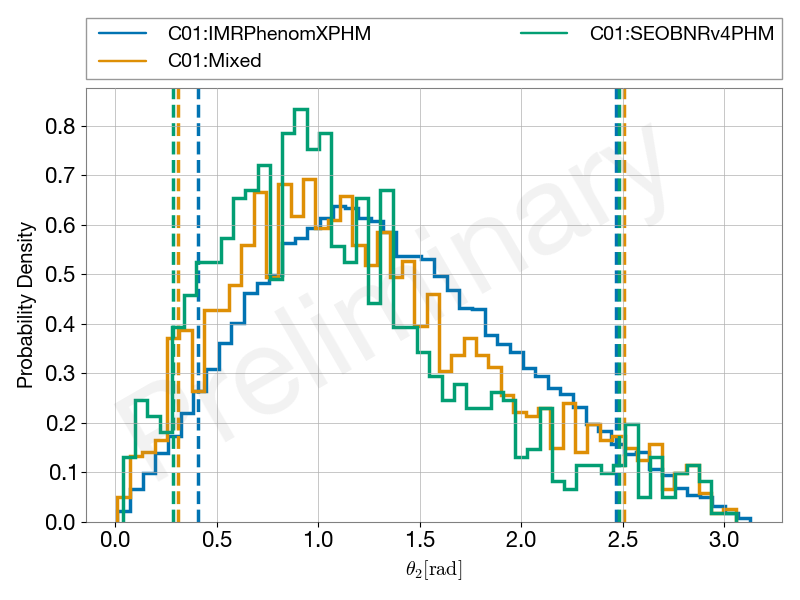 C01:IMRPhenomXPHM
C01:SEOBNRv4PHM
C01:Mixed
Preliminary
Probability Density
0.8
0.7
0.6
0.5
0.4
0.3
0.2
0.1
0.0
0.0 0.5 1.0 1.5 2.0 2.5 3.0
θ₂[rad]